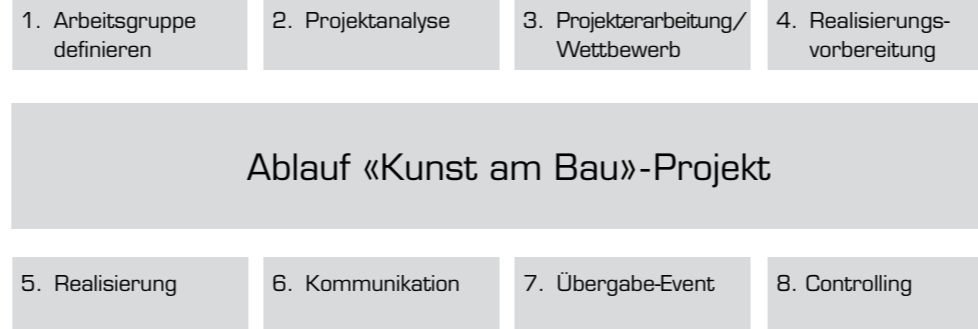 1. Arbeitsgruppe
definieren
2. Projektanalyse
3. Projekterarbeitung/
Wettbewerb
4. Realisierungs-
vorbereitung
Ablauf «Kunst am Bau»-Projekt
5. Realisierung
6. Kommunikation
7. Übergabe-Event
8. Controlling